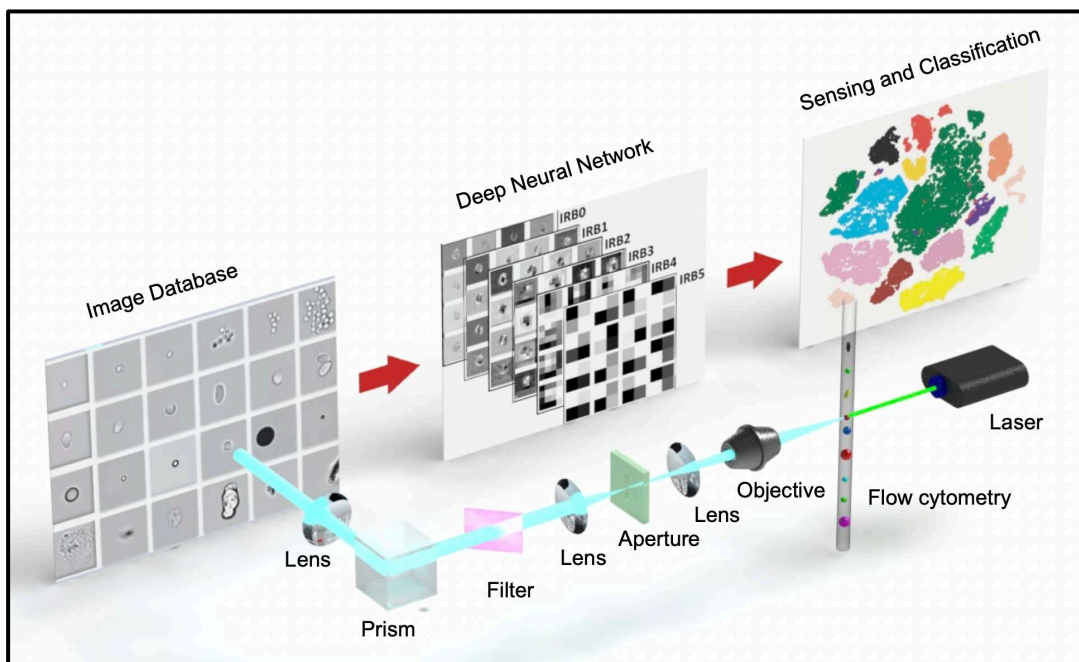 Sensing and Classification
Deep Neural Network
IRB0
IRB1
IRB2
IRB3
IRB4
IRB5
Image Database
Laser
Objective
Flow cytometry
Lens
Aperture
Lens
Lens
Filter
Prism